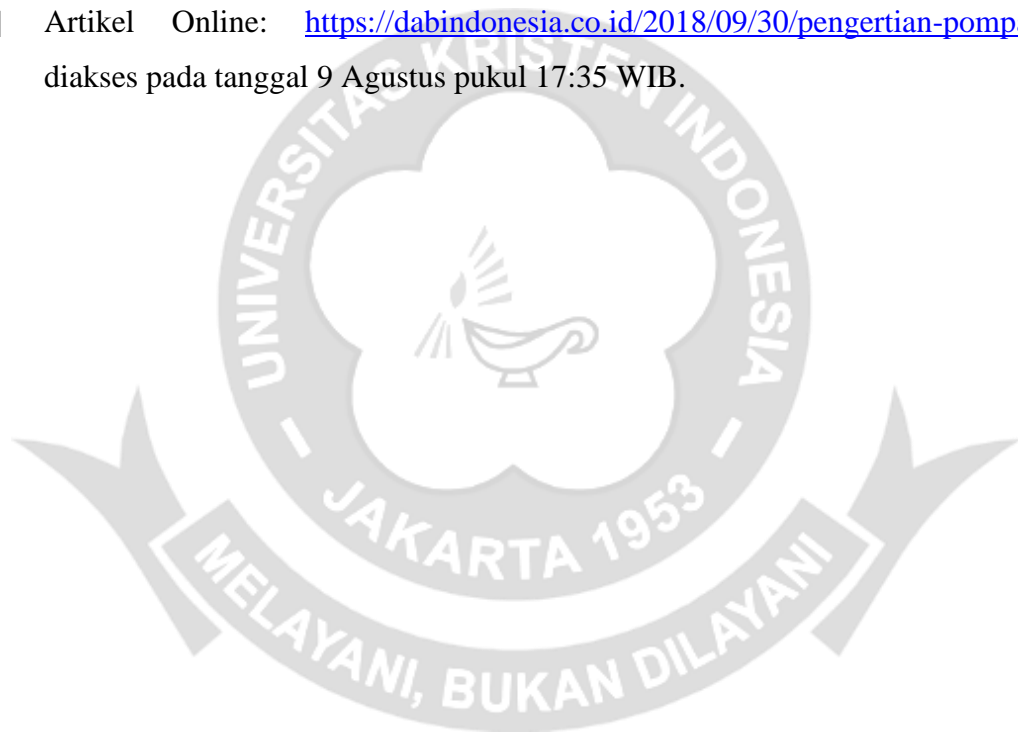 ] Artikel Online: https://dabindonesia.co.id/2018/09/30/pengertian-pomp
diakses pada tanggal 9 Agustus pukul 17:35 WIB.
UNIVERSITAS KRISTEN INDONESIA
JAKARTA 1953
MELAYANI, BUKAN DILAYANI